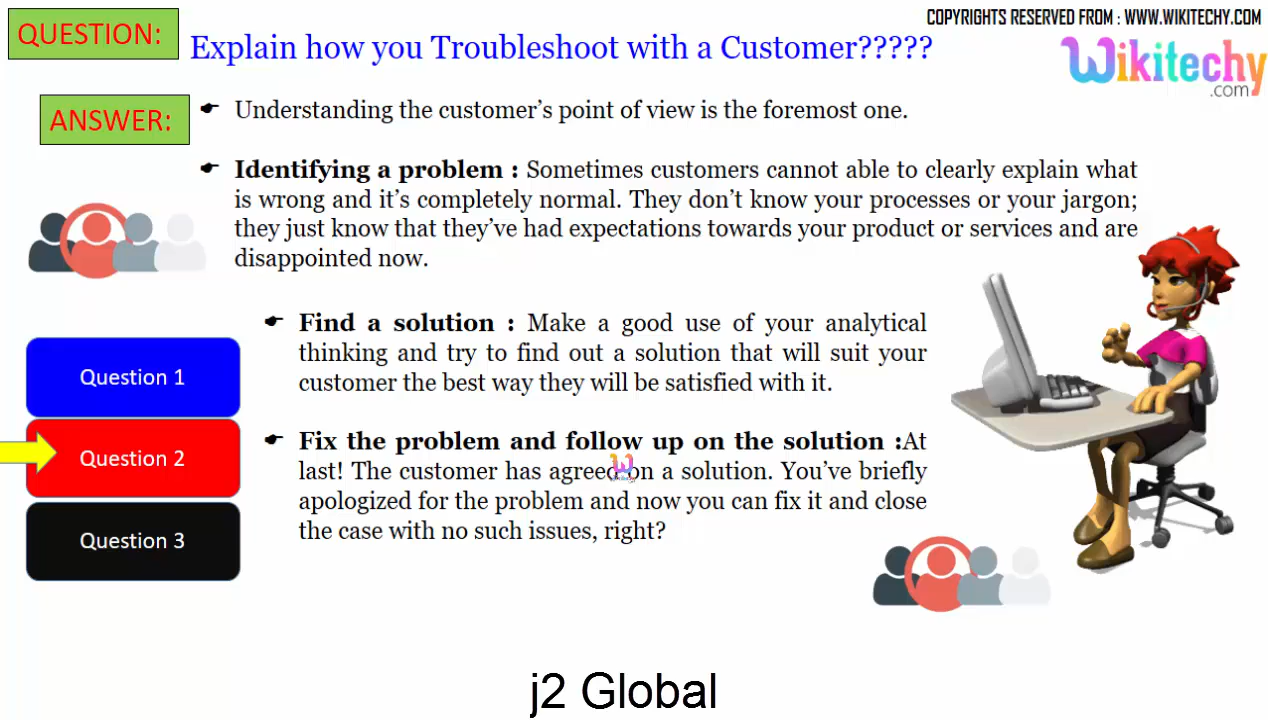 COPYRIGHTS RESERVED FROM : WWW.WIKITECHY.COM
QUESTION:
Explain how you Troubleshoot with a Customer?????
Wikitechy
.com
ANSWER:
Understanding the customer's point of view is the foremost one.
Identifying a problem : Sometimes customers cannot able to clearly explain what
is wrong and it's completely normal. They don't know your processes or your jargon;
they just know that they've had expectations towards your product or services and are
disappointed now.
Find a solution : Make a good use of your analytical
thinking and try to find out a solution that will suit your
customer the best way they will be satisfied with it.
Question 1
Question 2
Question 3
Fix the problem and follow up on the solution :At
last! The customer has agreed on a solution. You've briefly
apologized for the problem and now you can fix it and close
the case with no such issues, right?
j2 Global